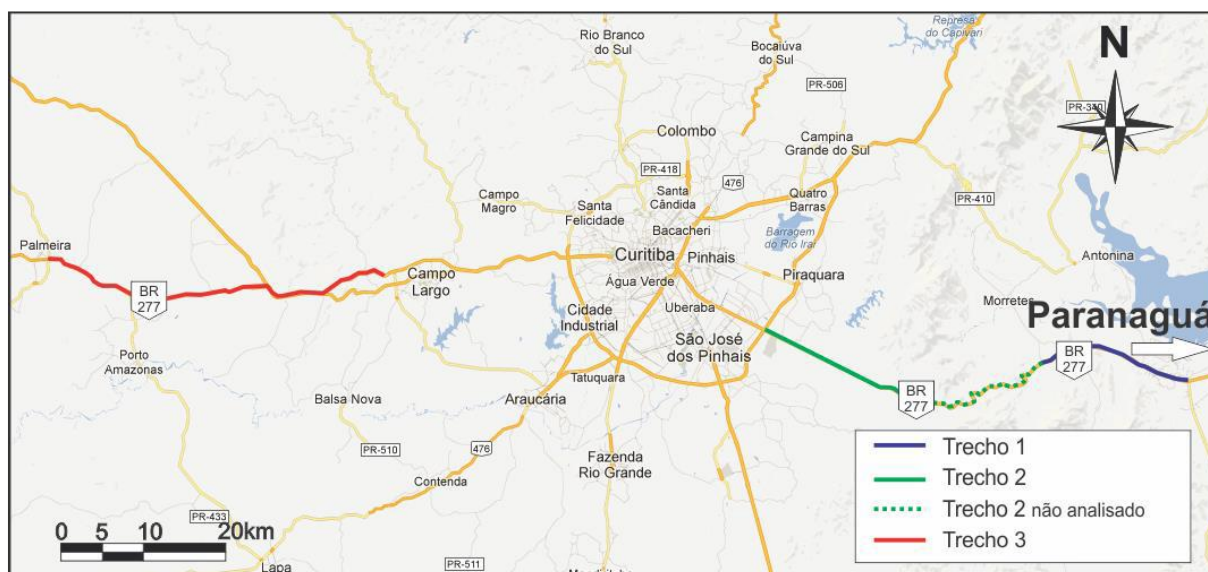 Represa
do Capivari
Rio Branco
do Sul
Bocaiúva
do Sul
N
PR-506
PR-340
Colombo
Campina
Grande do Sul
PR-418
476
Campo
Magro
Santa
Felicidade
Santa
Cândida
Quatro
Barras
PR-410
Bacacheri
Barragem
do Rio Iraí
Palmeira
Curitiba
Pinhais
Antonina
Campo
Largo
Água Verde
Piraquara
BR
277
Morretes
Cidade
Industrial
Uberaba
Paranaguá
São José
dos Pinhais
Porto
Amazonas
BR
277
Tatuquara
BR
277
Balsa Nova
Araucária
PR-510
476
Fazenda
Rio Grande
Contenda
PR-433
0 5 10 20km
Lapa
PR-511
Trecho 1
Trecho 2
Trecho 2 não analisado
Trecho 3